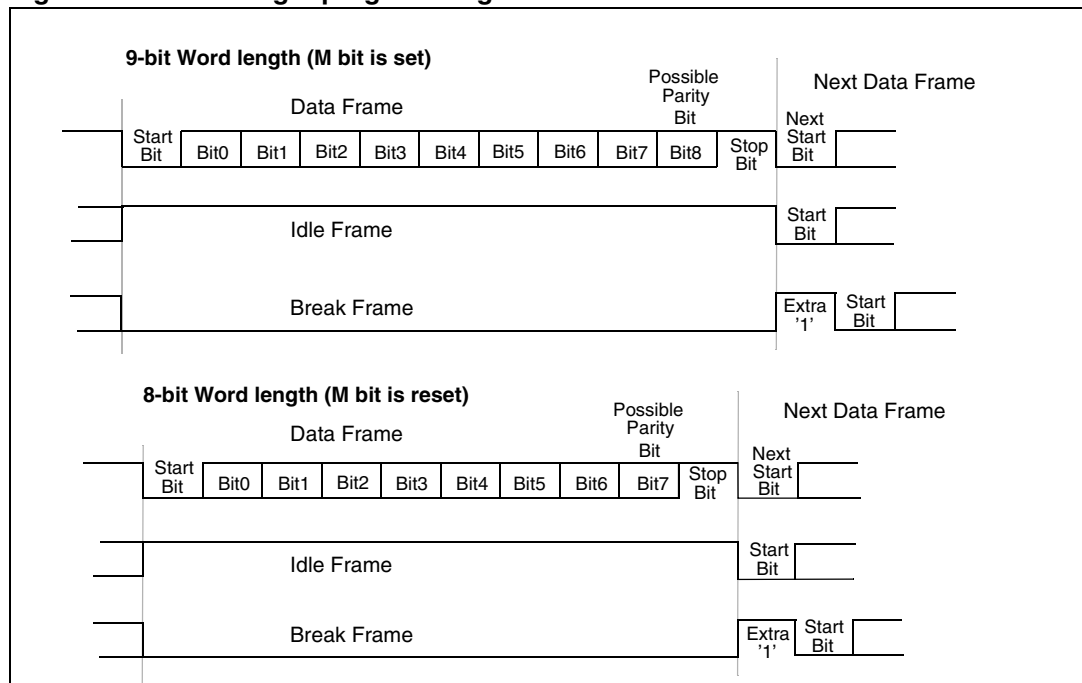 9-bit Word length (M bit is set)
Possible
Parity
Bit
Next Data Frame
Data Frame
Start
Bit
Bit0
Bit1
Bit2
Bit3
Bit4
Bit5
Bit6
Bit7
Bit8
Stop
Bit
Next
Start
Bit
Idle Frame
Start
Bit
Break Frame
Extra
'1'
Start
Bit
8-bit Word length (M bit is reset)
Possible
Parity
Bit
Next Data Frame
Data Frame
Start
Bit
Bit0
Bit1
Bit2
Bit3
Bit4
Bit5
Bit6
Bit7
Stop
Bit
Next
Start
Bit
Idle Frame
Start
Bit
Break Frame
Extra
'1'
Start
Bit